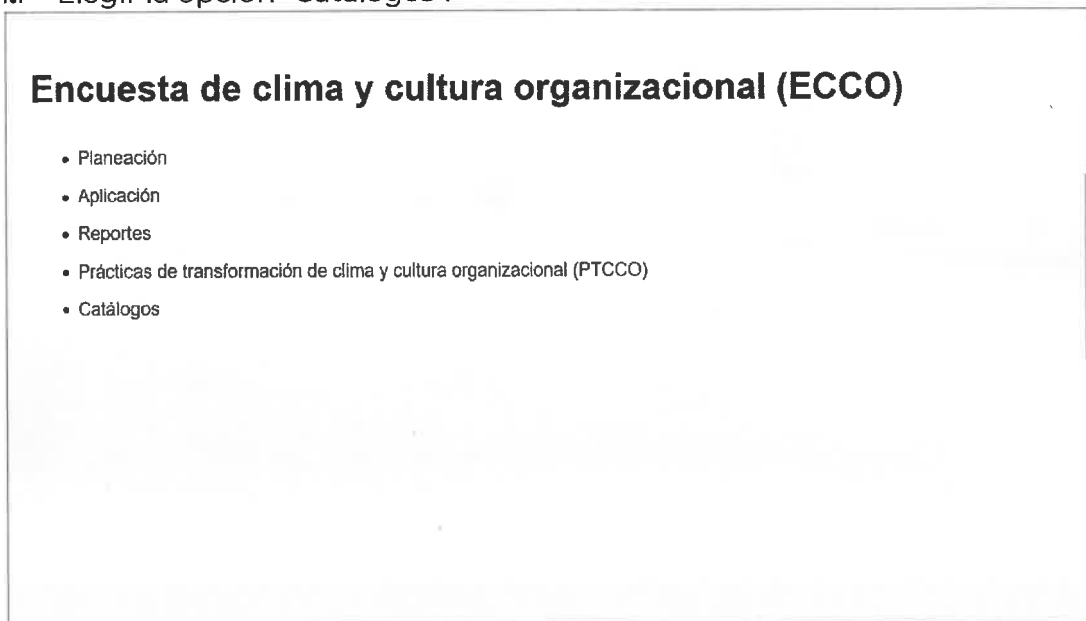 Elegir la opción "Catálogos".
Encuesta de clima y cultura organizacional (ECCO)
• Planeación
• Aplicación
• Reportes
• Prácticas de transformación de clima y cultura organizacional (PTCCO)
• Catálogos